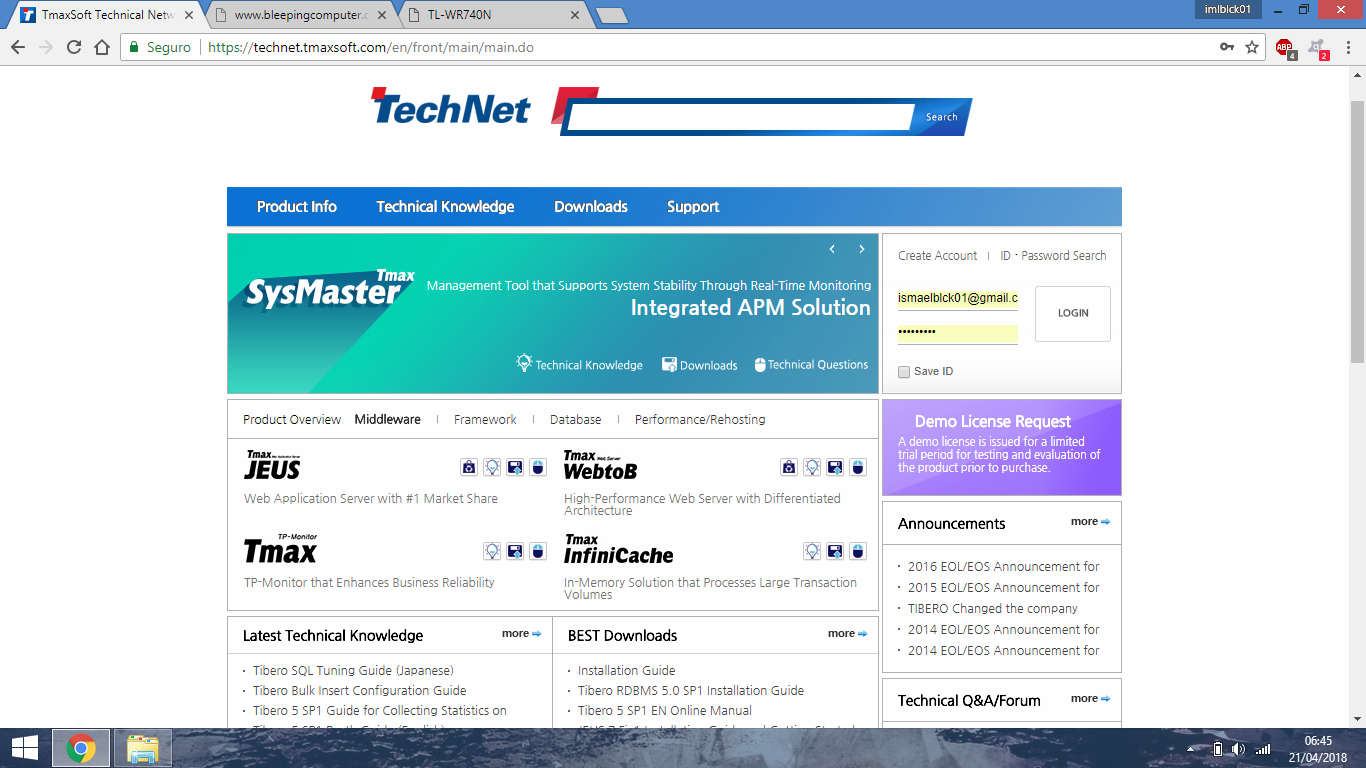 TmaxSoft Technical Netw
www.bleepingcomputer.c
TL-WR740N
imlblck01
Seguro
https://technet.tmaxsoft.com/en/front/main/main.do
ABP
4
2
TechNet
Search
Product Info
Technical Knowledge
Downloads
Support
Tmax
SysMaster
Management Tool that Supports System Stability Through Real-Time Monitoring
Integrated APM Solution
Technical Knowledge
Downloads
Technical Questions
Create Account
ID · Password Search
ismaelblck01@gmail.c
•••••••••
LOGIN
Save ID
Product Overview
Middleware
Framework
Database
Performance/Rehosting
Tmax Web Application Server
JEUS
Web Application Server with #1 Market Share
Tmax Web Server
WebtoB
High-Performance Web Server with Differentiated
Architecture
TP-Monitor
Tmax
TP-Monitor that Enhances Business Reliability
Tmax
InfiniCache
In-Memory Solution that Processes Large Transaction
Volumes
Demo License Request
A demo license is issued for a limited
trial period for testing and evaluation of
the product prior to purchase.
Announcements
more
2016 EOL/EOS Announcement for
2015 EOL/EOS Announcement for
TIBERO Changed the company
2014 EOL/EOS Announcement for
2014 EOL/EOS Announcement for
Latest Technical Knowledge
more
Tibero SQL Tuning Guide (Japanese)
Tibero Bulk Insert Configuration Guide
Tibero 5 SP1 Guide for Collecting Statistics on
BEST Downloads
more
Installation Guide
Tibero RDBMS 5.0 SP1 Installation Guide
Tibero 5 SP1 EN Online Manual
Technical Q&A/Forum
more
06:45
21/04/2018